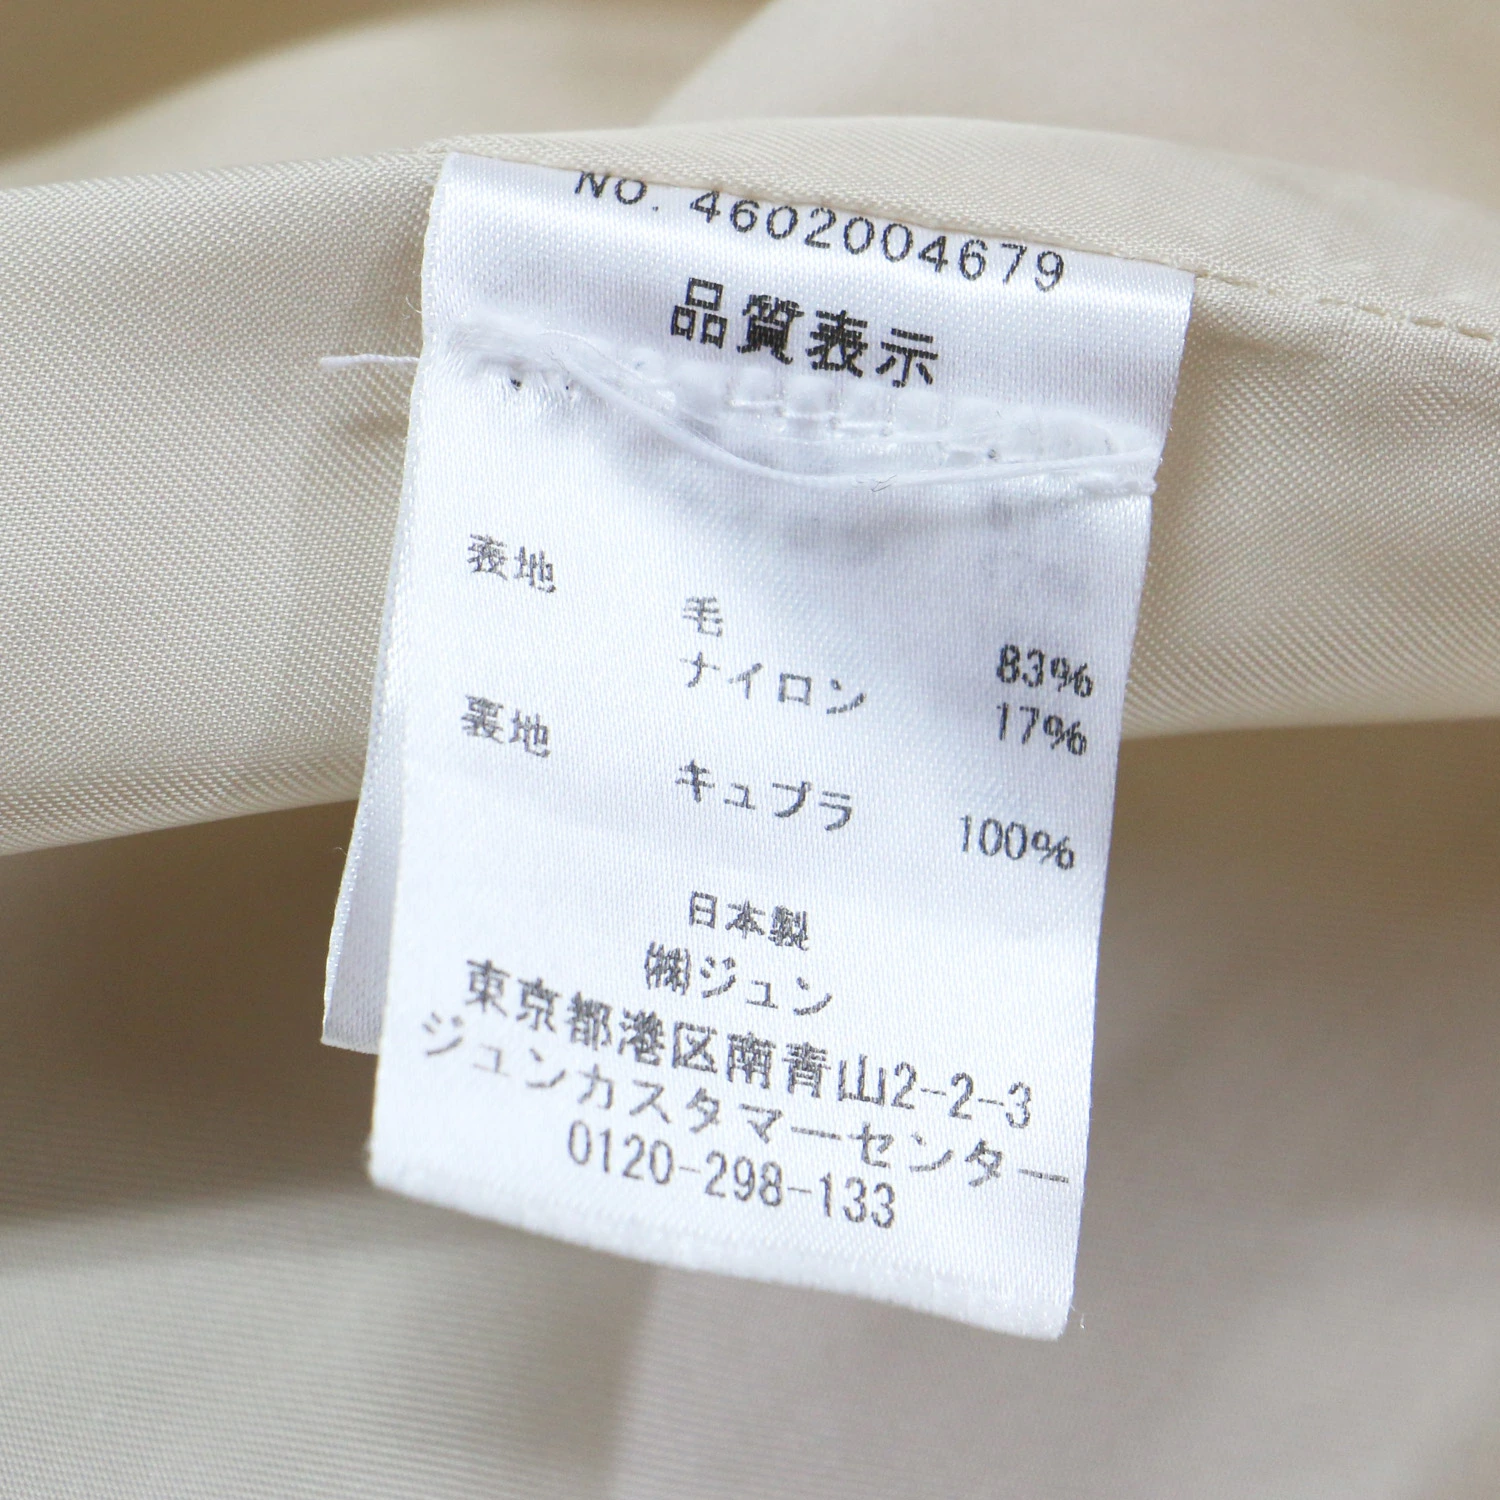 NO. 4602004679
品質表示
表地
毛 83%
ナイロン 17%
裏地
キュプラ 100%
日本製
㈱ジュン
東京都港区南青山2-2-3
ジュンカスタマーセンター
0120-298-133